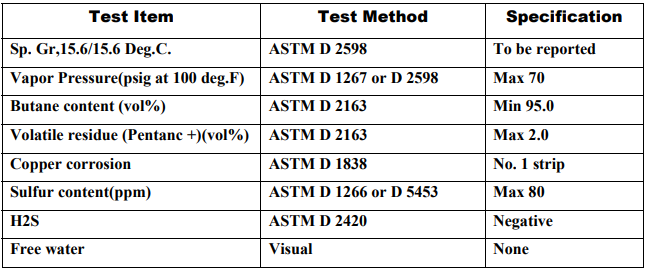 Test Item Test Method Specification
Sp. Gr,15.6/15.6 Deg.C. ASTM D 2598 To be reported
Vapor Pressure(psig at 100 deg.F) ASTM D 1267 or D 2598 Max 70
Butane content (vol%) ASTM D 2163 Min 95.0
Volatile residue (Pentanc +)(vol%) ASTM D 2163 Max 2.0
Copper corrosion ASTM D 1838 No. 1 strip
Sulfur content(ppm) ASTM D 1266 or D 5453 Max 80
H2S ASTM D 2420 Negative
Free water Visual None